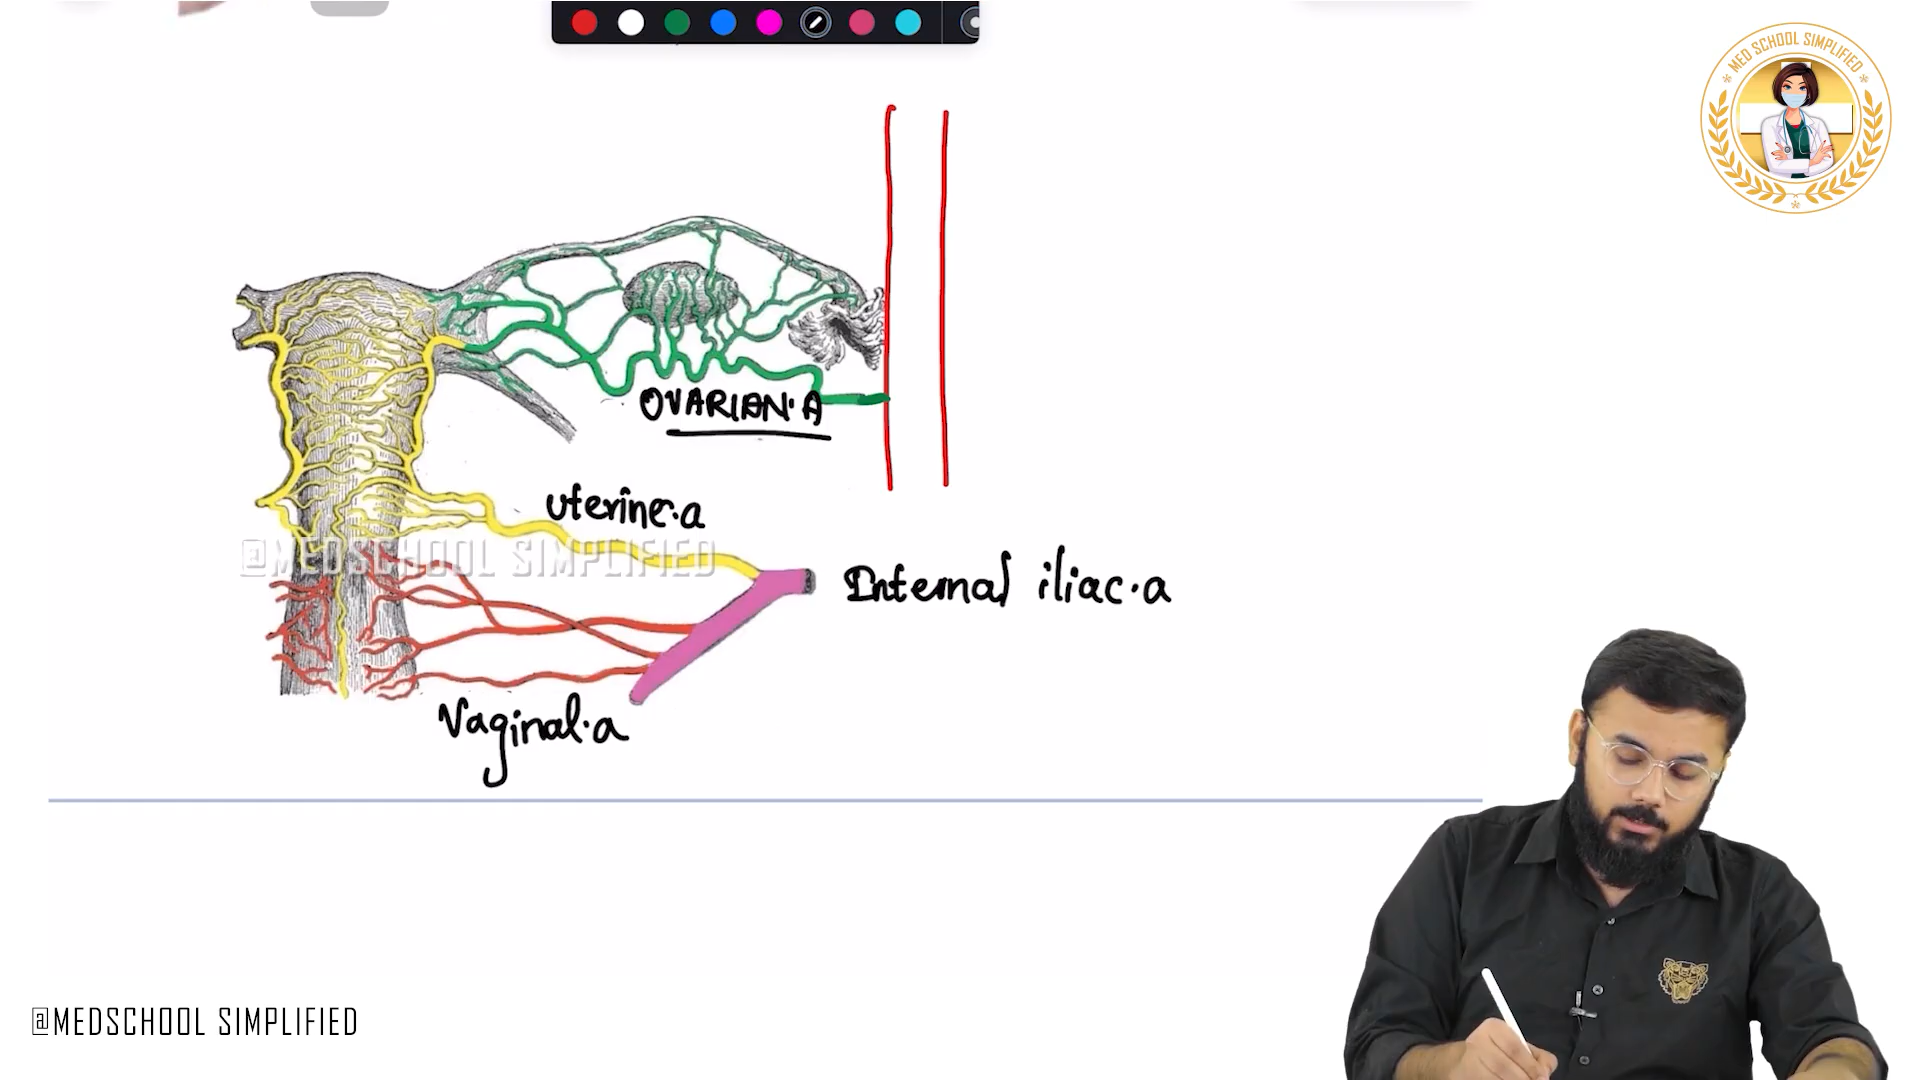 MED SCHOOL SIMPLIFIED
OVARIAN.A
uterine.a
@MEDSCHOOL SIMPLIFIED
Internal iliac.a
Vaginal.a
@MEDSCHOOL SIMPLIFIED